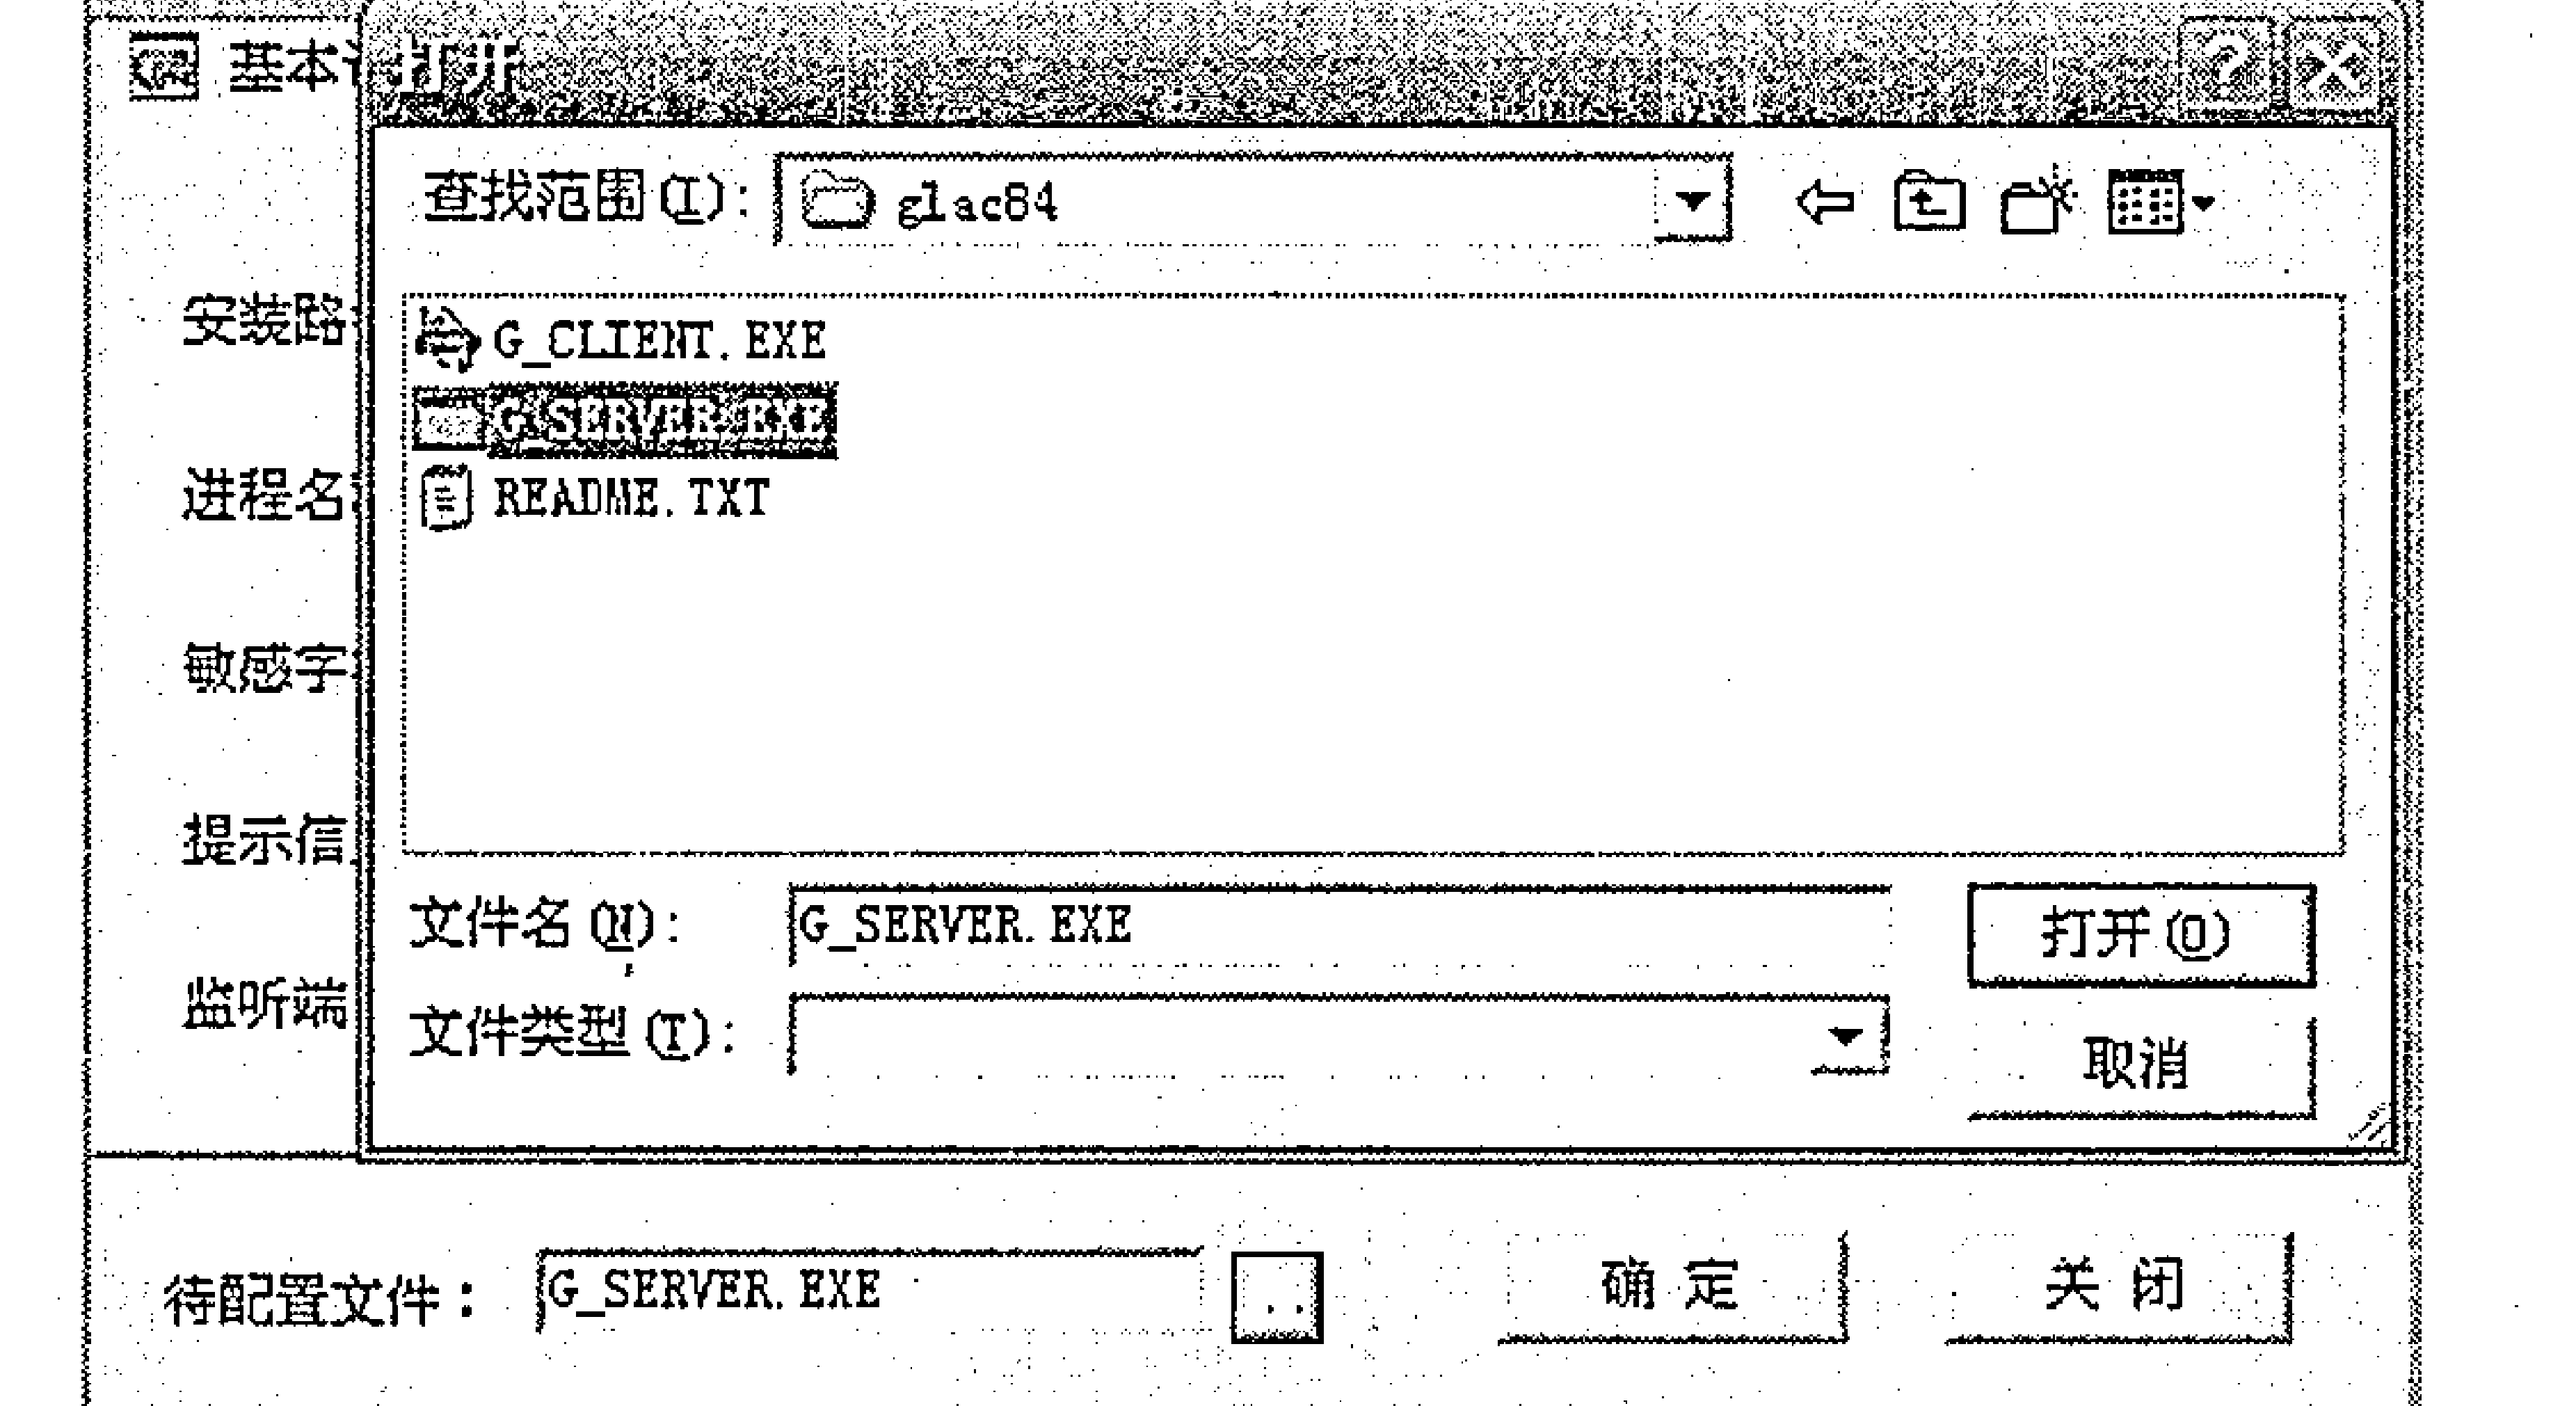 基本
打开
查找范围(I): glac84
安装路
G_CLIENT.EXE
G_SERVER.EXE
进程名
README.TXT
敏感字
提示信
文件名(N): G_SERVER.EXE 打开(O)
监听端
文件类型(T):
取消
待配置文件: G_SERVER.EXE .. 确 定 关 闭